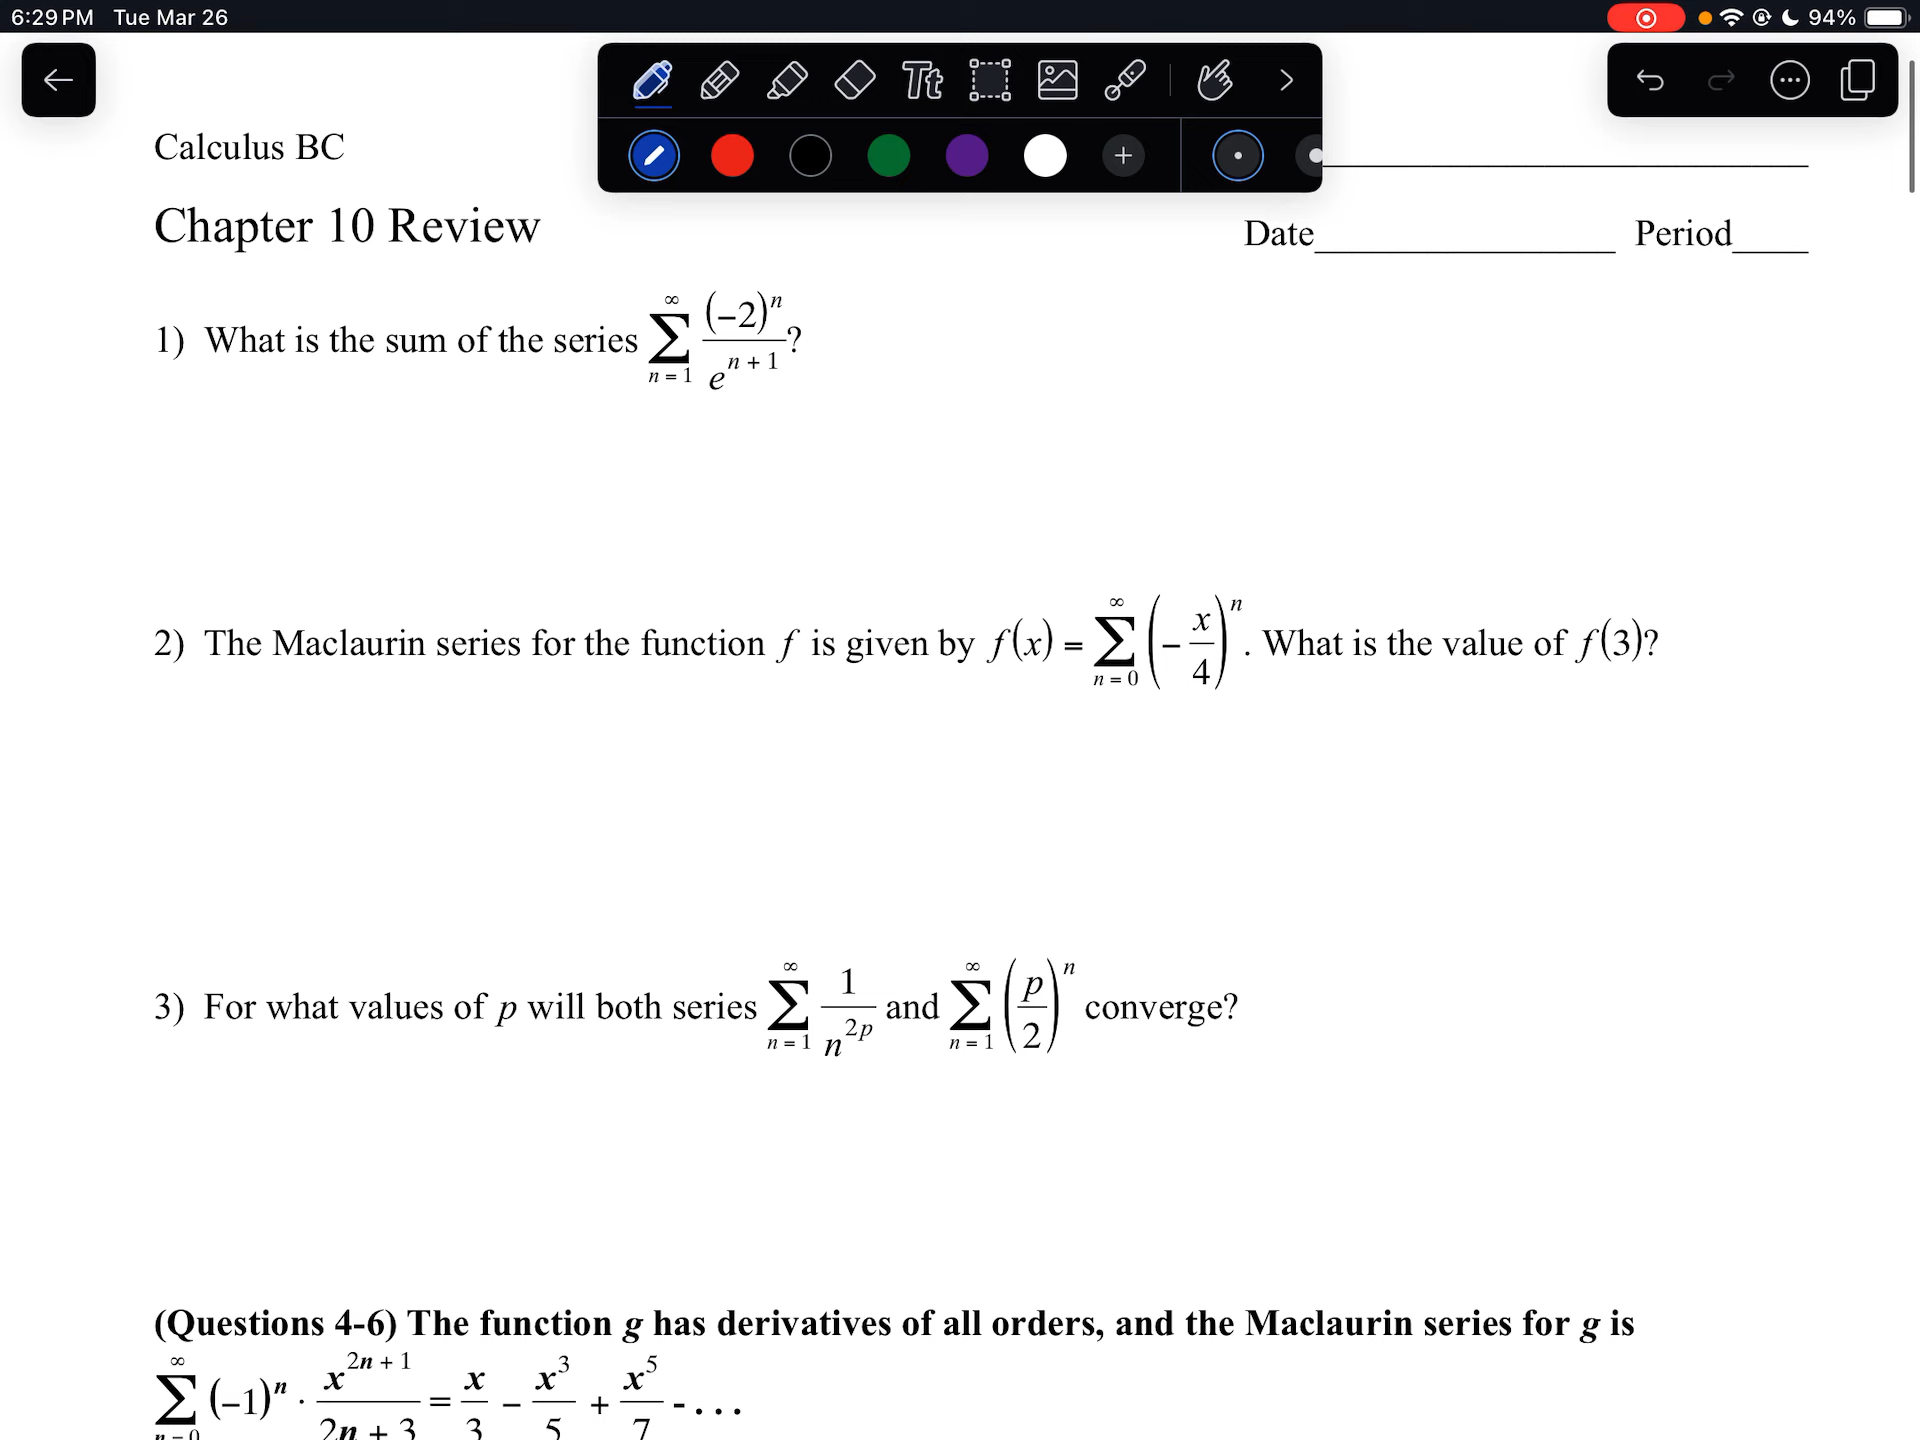 6:29 PM Tue Mar 26 94%
Tt
Calculus BC
Chapter 10 Review
Date________________ Period____
1) What is the sum of the series ∑_{n = 1}^{∞} (−2)^n / e^{n + 1}?
2) The Maclaurin series for the function f is given by f(x) = ∑_{n = 0}^{∞} (−x/4)^n. What is the value of f(3)?
3) For what values of p will both series ∑_{n = 1}^{∞} 1/n^{2p} and ∑_{n = 1}^{∞} (p/2)^n converge?
(Questions 4-6) The function g has derivatives of all orders, and the Maclaurin series for g is
∑_{n = 0}^{∞} (−1)^n · x^{2n + 1}/(2n + 3) = x/3 − x^3/5 + x^5/7 - . . .